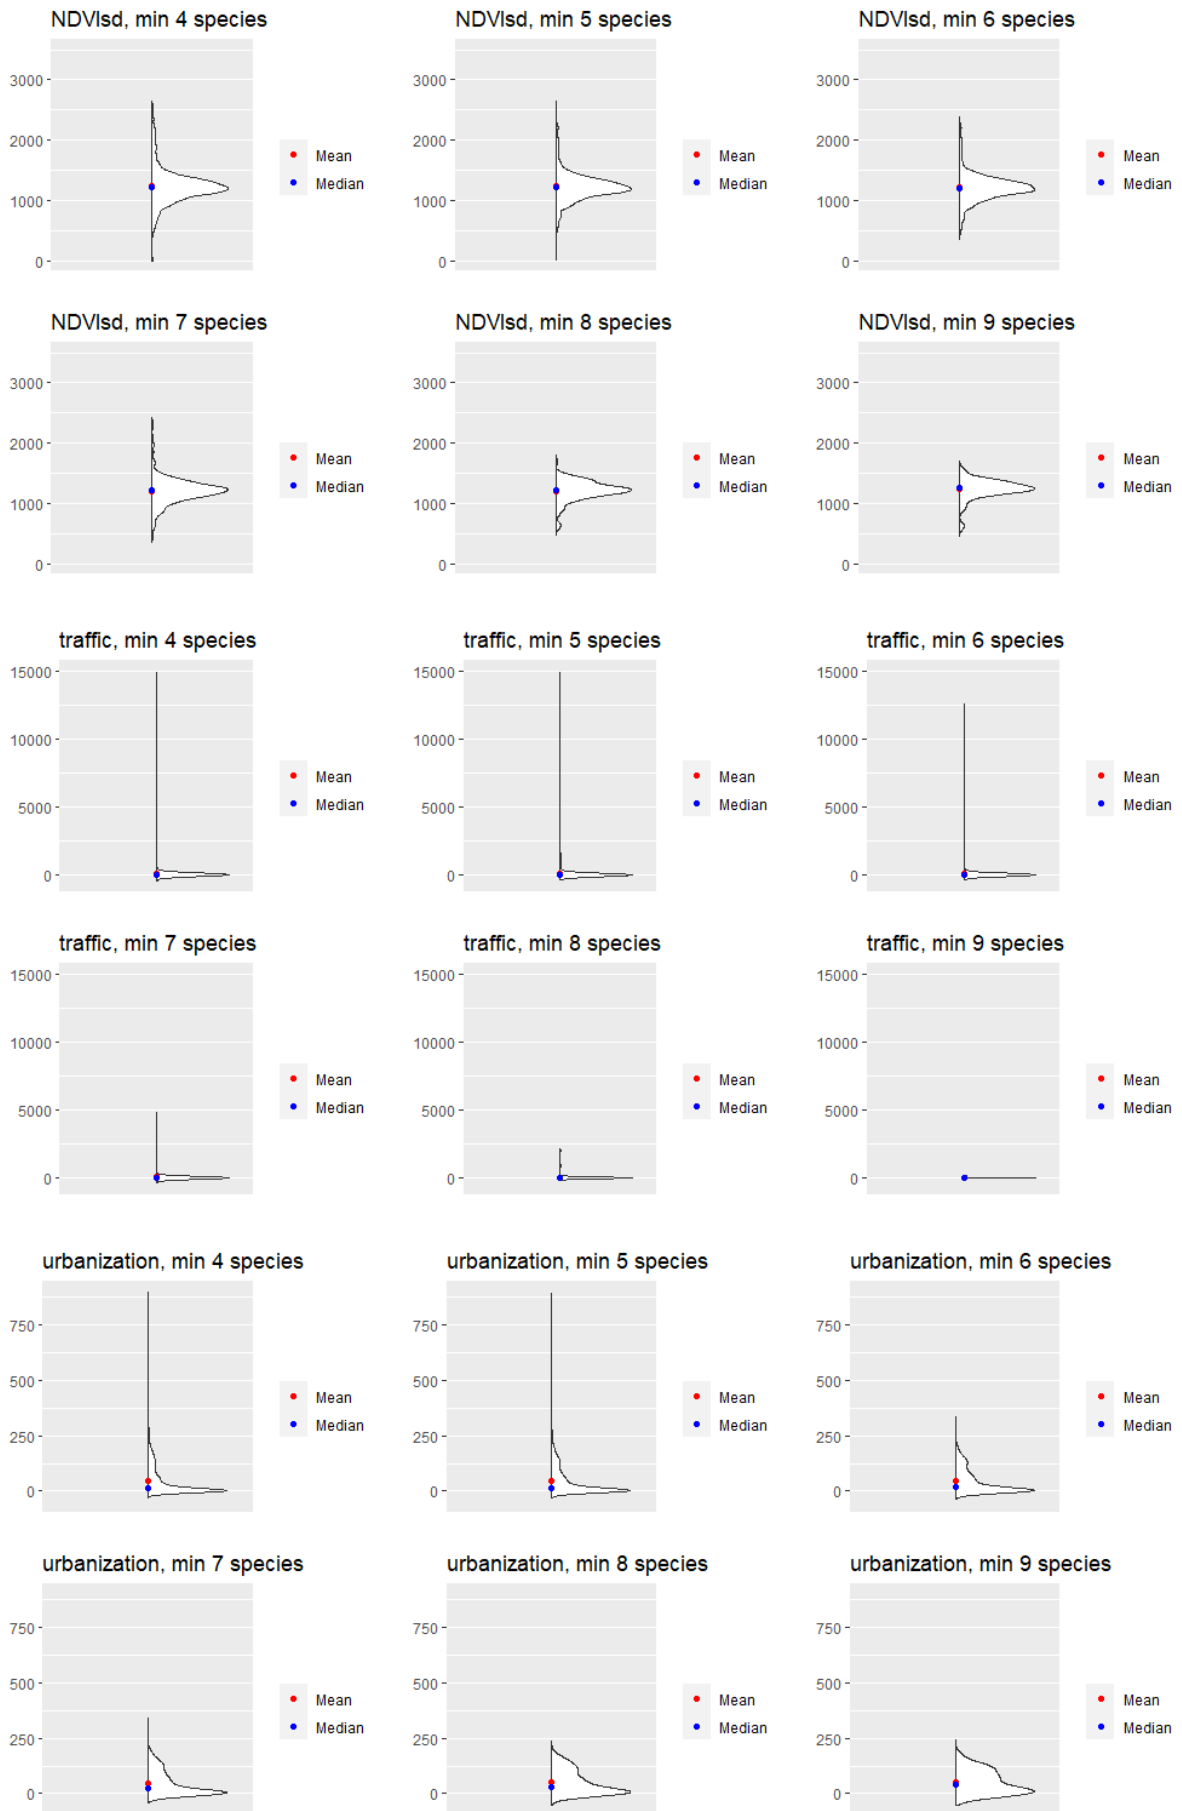 NDVIsd, min 4 species NDVIsd, min 5 species NDVIsd, min 6 species
3000 3000 3000
2000 Mean 2000 Mean 2000 Mean
1000 Median 1000 Median 1000 Median
0 0 0
NDVIsd, min 7 species NDVIsd, min 8 species NDVIsd, min 9 species
3000 3000 3000
2000 Mean 2000 Mean 2000 Mean
1000 Median 1000 Median 1000 Median
0 0 0
traffic, min 4 species traffic, min 5 species traffic, min 6 species
15000 15000 15000
10000 10000 10000
Mean Mean Mean
5000 Median 5000 Median 5000 Median
0 0 0
traffic, min 7 species traffic, min 8 species traffic, min 9 species
15000 15000 15000
10000 10000 10000
Mean Mean Mean
5000 Median 5000 Median 5000 Median
0 0 0
urbanization, min 4 species urbanization, min 5 species urbanization, min 6 species
750 750 750
500 Mean 500 Mean 500 Mean
250 Median 250 Median 250 Median
0 0 0
urbanization, min 7 species urbanization, min 8 species urbanization, min 9 species
750 750 750
500 Mean 500 Mean 500 Mean
250 Median 250 Median 250 Median
0 0 0